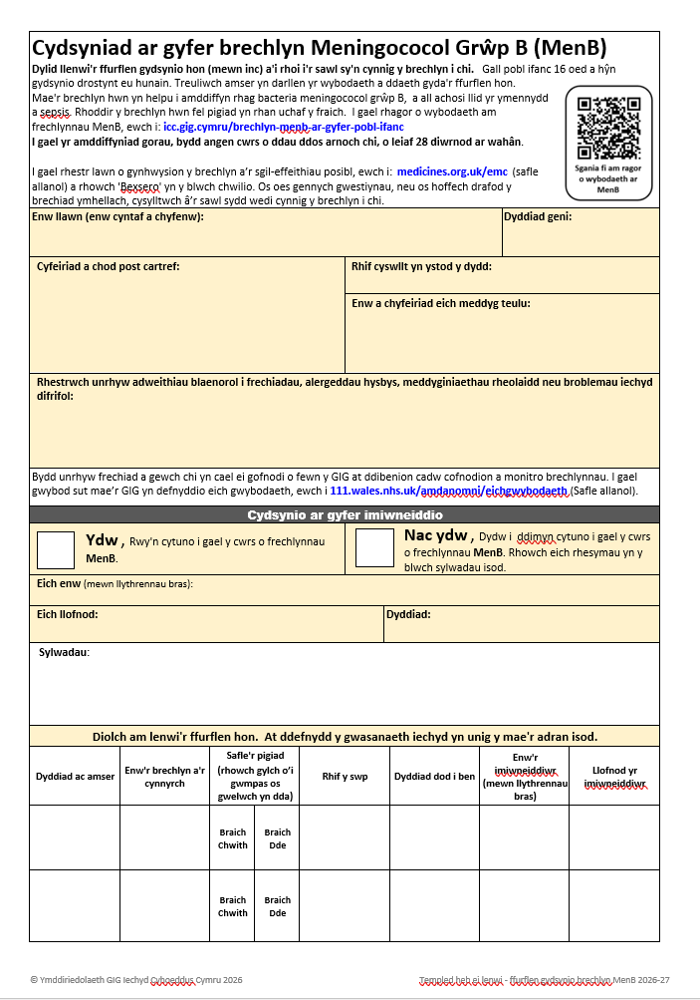 Cydsyniad ar gyfer brechlyn Meningococol Grŵp B (MenB)
Dylid llenwi'r ffurflen gydsynio hon (mewn inc) a'i rhoi i'r sawl sy'n cynnig y brechlyn i chi. Gall pobl ifanc 16 oed a hŷn
gydsynio drostynt eu hunain. Treuliwch amser yn darllen yr wybodaeth a ddaeth gyda'r ffurflen.
Mae'r brechlyn hwn yn helpu i amddiffyn rhag bacteria meningococol grŵp B, a all achosi llid yr ymennydd
a sepsis. Rhoddir y brechlyn hwn fel pigiad yn rhan uchaf y fraich. I gael rhagor o wybodaeth am
frechlynnau MenB, ewch i: icc.gig.cymru/brechlyn-menb-ar-gyfer-pobl-ifanc
I gael yr amddiffyniad gorau, bydd angen cwrs o ddau ddos arnoch chi, o leiaf 28 diwrnod ar wahân.
I gael rhestr lawn o gynhwysion y brechlyn a'r sgil-effeithiau posibl, ewch i: medicines.org.uk/emc (safle
allanol) a rhowch 'Bexsero' yn y blwch chwilio. Os oes gennych gwestiynau, neu os hoffech drafod y
brechiad ymhellach, cysylltwch â'r sawl sydd wedi cynnig y brechlyn i chi.
Sgania fi am ragor
o wybodaeth ar
MenB
Enw llawn (enw cyntaf a chyfenw):
Dyddiad geni:
Cyfeiriad a chod post cartref:
Rhif cyswllt yn ystod y dydd:
Enw a chyfeiriad eich meddyg teulu:
Rhestrwch unrhyw adweithiau blaenorol i frechiadau, alergeddau hysbys, meddyginiaethau rheolaidd neu broblemau iechyd
difrifol:
Bydd unrhyw frechiad a gewch chi yn cael ei gofnodi o fewn y GIG at ddibenion cadw cofnodion a monitro brechlynnau. I gael
gwybod sut mae'r GIG yn defnyddio eich gwybodaeth, ewch i 111.wales.nhs.uk/amdanomni/eichgwybodaeth (Safle allanol).
Cydsynio ar gyfer imiwneiddio
Ydw, Rwy'n cytuno i gael y cwrs o frechlynnau
MenB.
Nac ydw, Dydw i ddimyn cytuno i gael y cwrs
o frechlynnau MenB. Rhowch eich rhesymau yn y
blwch sylwadau isod.
Eich enw (mewn llythrennau bras):
Eich llofnod:
Dyddiad:
Sylwadau:
Diolch am lenwi'r ffurflen hon. At ddefnydd y gwasanaeth iechyd yn unig y mae'r adran isod.
Dyddiad ac amser
Enw'r brechlyn a'r
cynnyrch
Safle'r pigiad
(rhowch gylch o'i
gwmpas os
gwelwch yn dda)
Rhif y swp
Dyddiad dod i ben
Enw'r
imiwneiddiwr
(mewn llythrennau
bras)
Llofnod yr
imiwneiddiwr
Braich
Chwith
Braich
Dde
Braich
Chwith
Braich
Dde
© Ymddiriedolaeth GIG Iechyd Cyhoeddus Cymru 2026
Templed heb ei lenwi - ffurflen gydsynio brechlyn MenB 2026-27